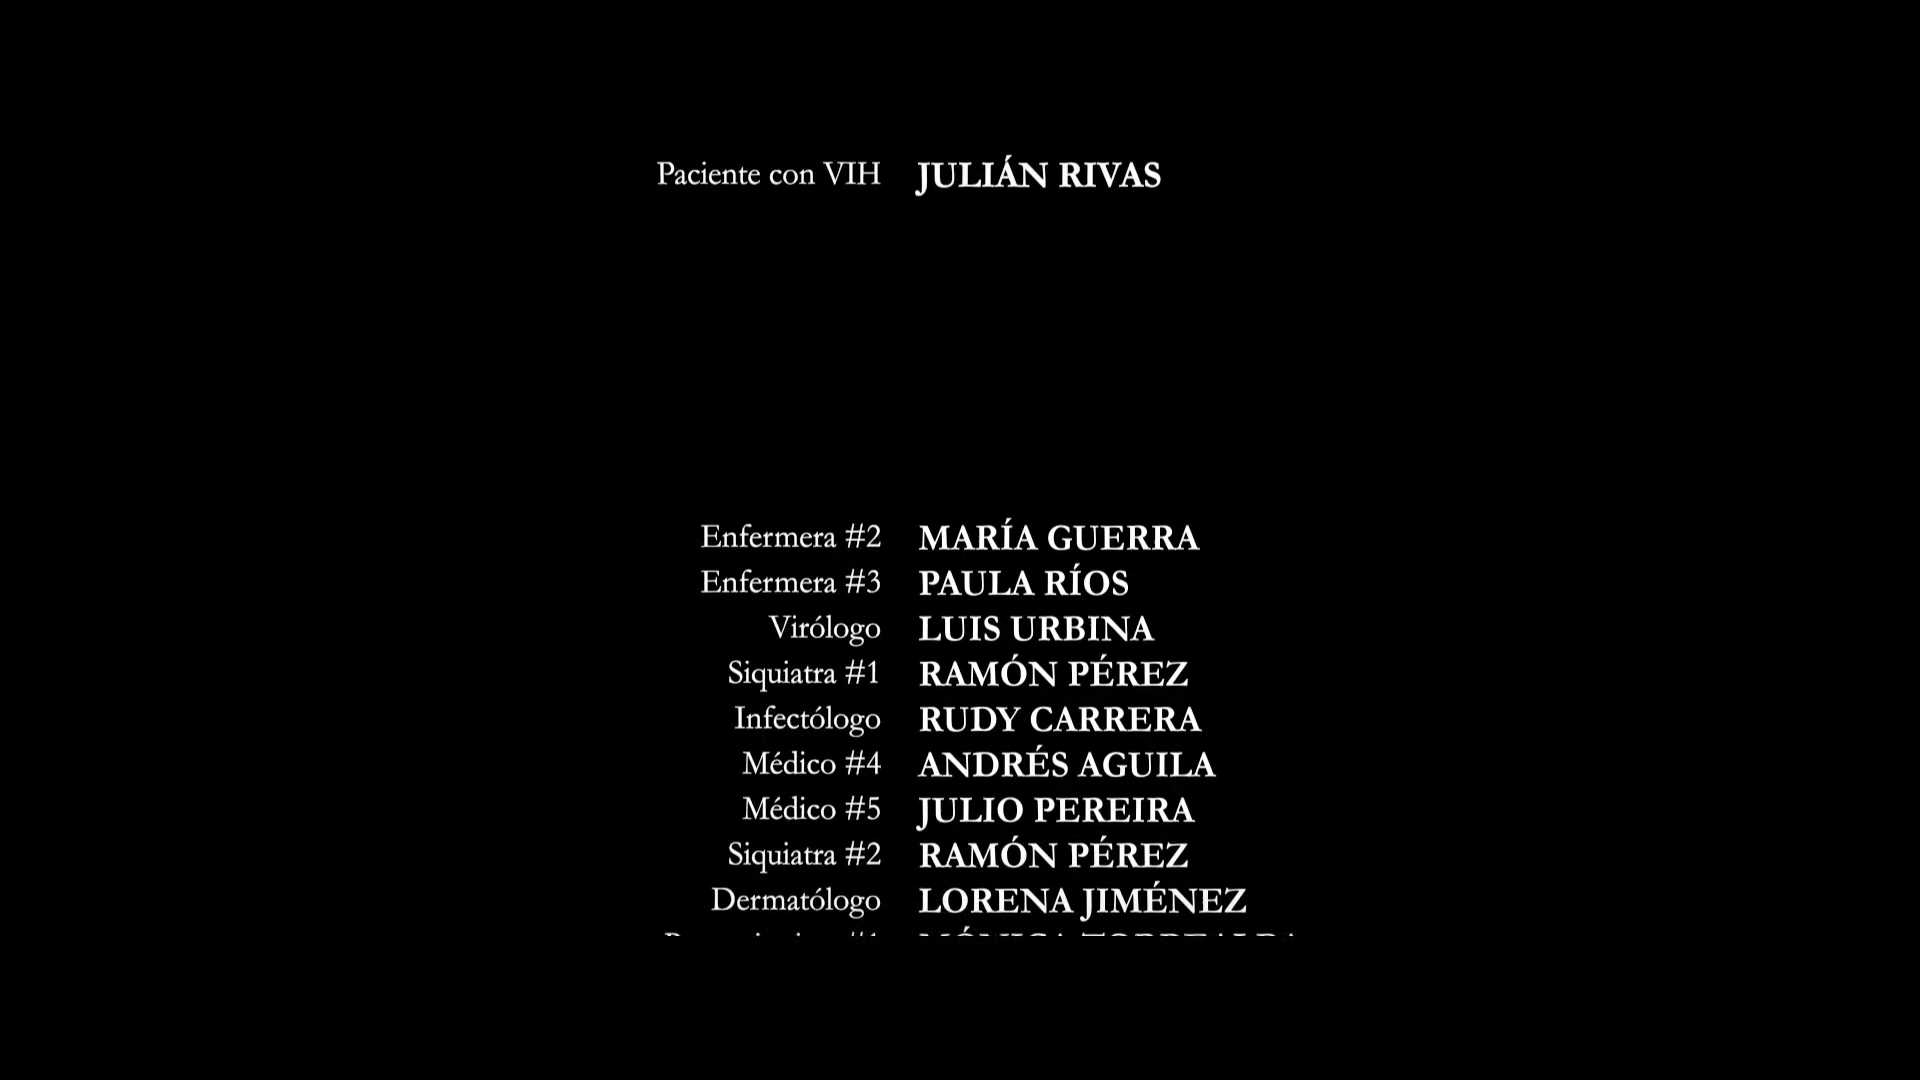 Paciente con VIH JULIÁN RIVAS
Enfermera #2 MARÍA GUERRA
Enfermera #3 PAULA RÍOS
Virólogo LUIS URBINA
Siquiatra #1 RAMÓN PÉREZ
Infectólogo RUDY CARRERA
Médico #4 ANDRÉS AGUILA
Médico #5 JULIO PEREIRA
Siquiatra #2 RAMÓN PÉREZ
Dermatólogo LORENA JIMÉNEZ